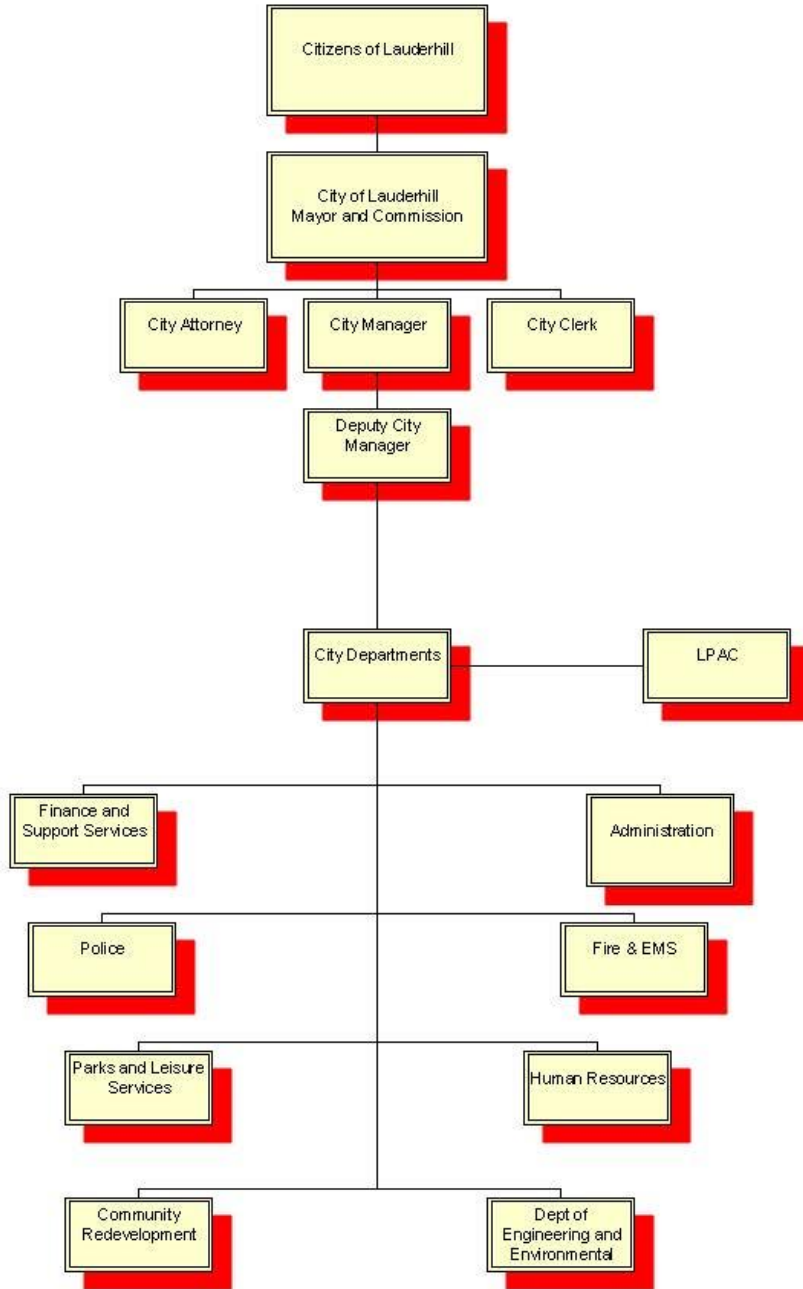 Citizens of Lauderhill
City of Lauderhill
Mayor and Commission
City Attorney
City Manager
City Clerk
Deputy City
Manager
City Departments
LPAC
Finance and
Support Services
Administration
Police
Fire & EMS
Parks and Leisure
Services
Human Resources
Community
Redevelopment
Dept of
Engineering and
Environmental